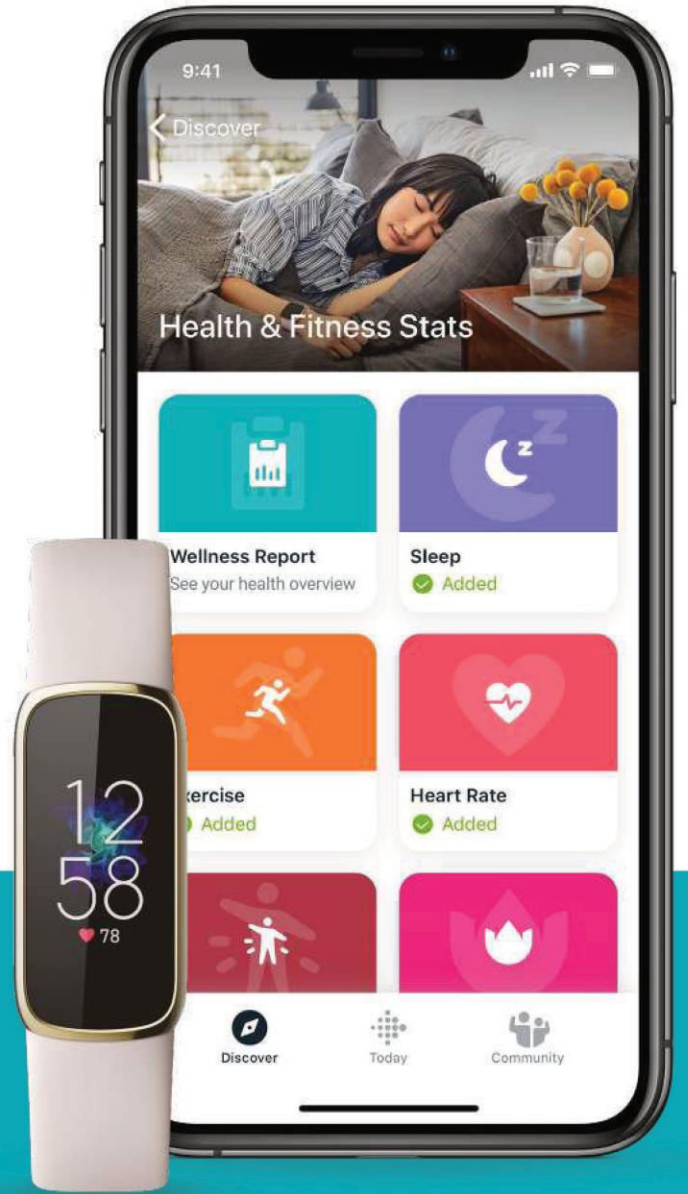 9:41
Discover
Health & Fitness Stats
z
z
Wellness Report
See your health overview
Sleep
Added
xercise
Added
Heart Rate
Added
12
58
78
Discover
Today
Community